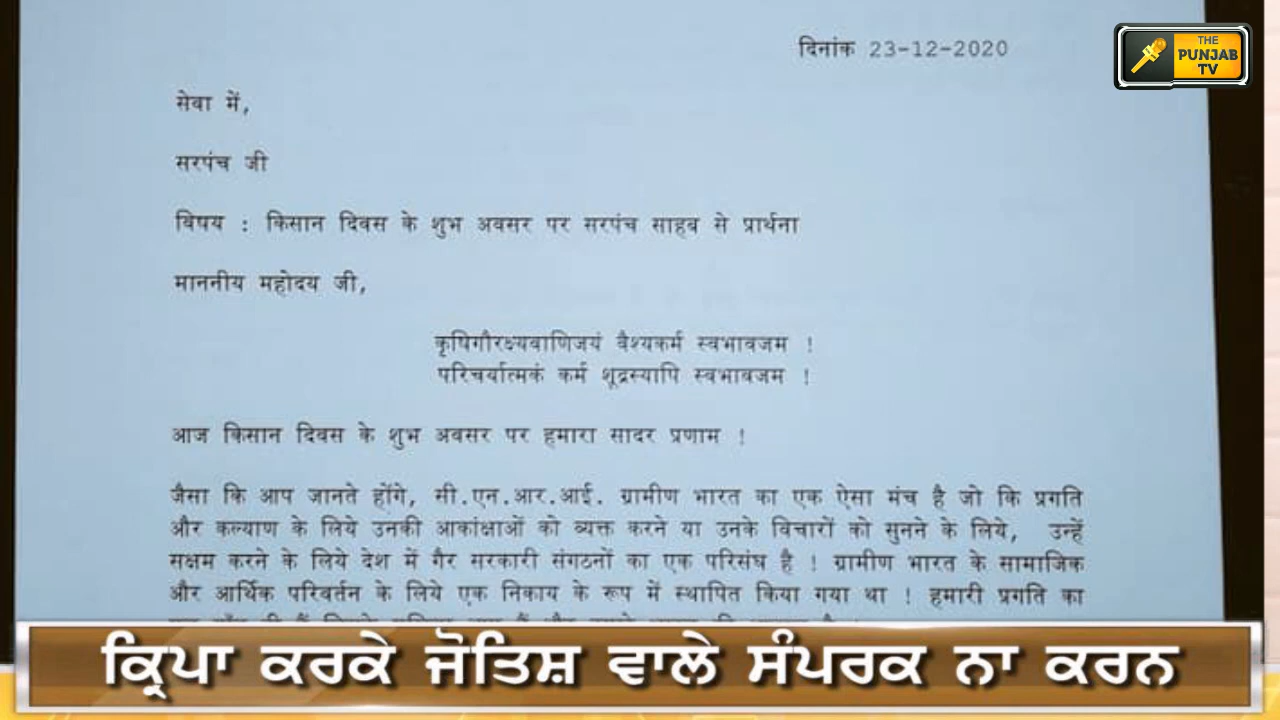 दिनांक 23-12-2020
THE
PUNJAB
TV
सेवा में,
सरपंच जी
विषय : किसान दिवस के शुभ अवसर पर सरपंच साहब से प्रार्थना
माननीय महोदय जी,
कृषिगौरक्ष्यवाणिजयं वैश्यकर्म स्वभावजम !
परिचर्यात्मकं कर्म शूद्रस्यापि स्वभावजम !
आज किसान दिवस के शुभ अवसर पर हमारा सादर प्रणाम !
जैसा कि आप जानते होंगे, सी.एन.आर.आई. ग्रामीण भारत का एक ऐसा मंच है जो कि प्रगति
और कल्याण के लिये उनकी आकांक्षाओं को व्यक्त करने या उनके विचारों को सुनने के लिये, उन्हें
सक्षम करने के लिये देश में गैर सरकारी संगठनों का एक परिसंघ है ! ग्रामीण भारत के सामाजिक
और आर्थिक परिवर्तन के लिये एक निकाय के रूप में स्थापित किया गया था ! हमारी प्रगति का
ਕ੍ਰਿਪਾ ਕਰਕੇ ਜੋਤਿਸ਼ ਵਾਲੇ ਸੰਪਰਕ ਨਾ ਕਰਨ